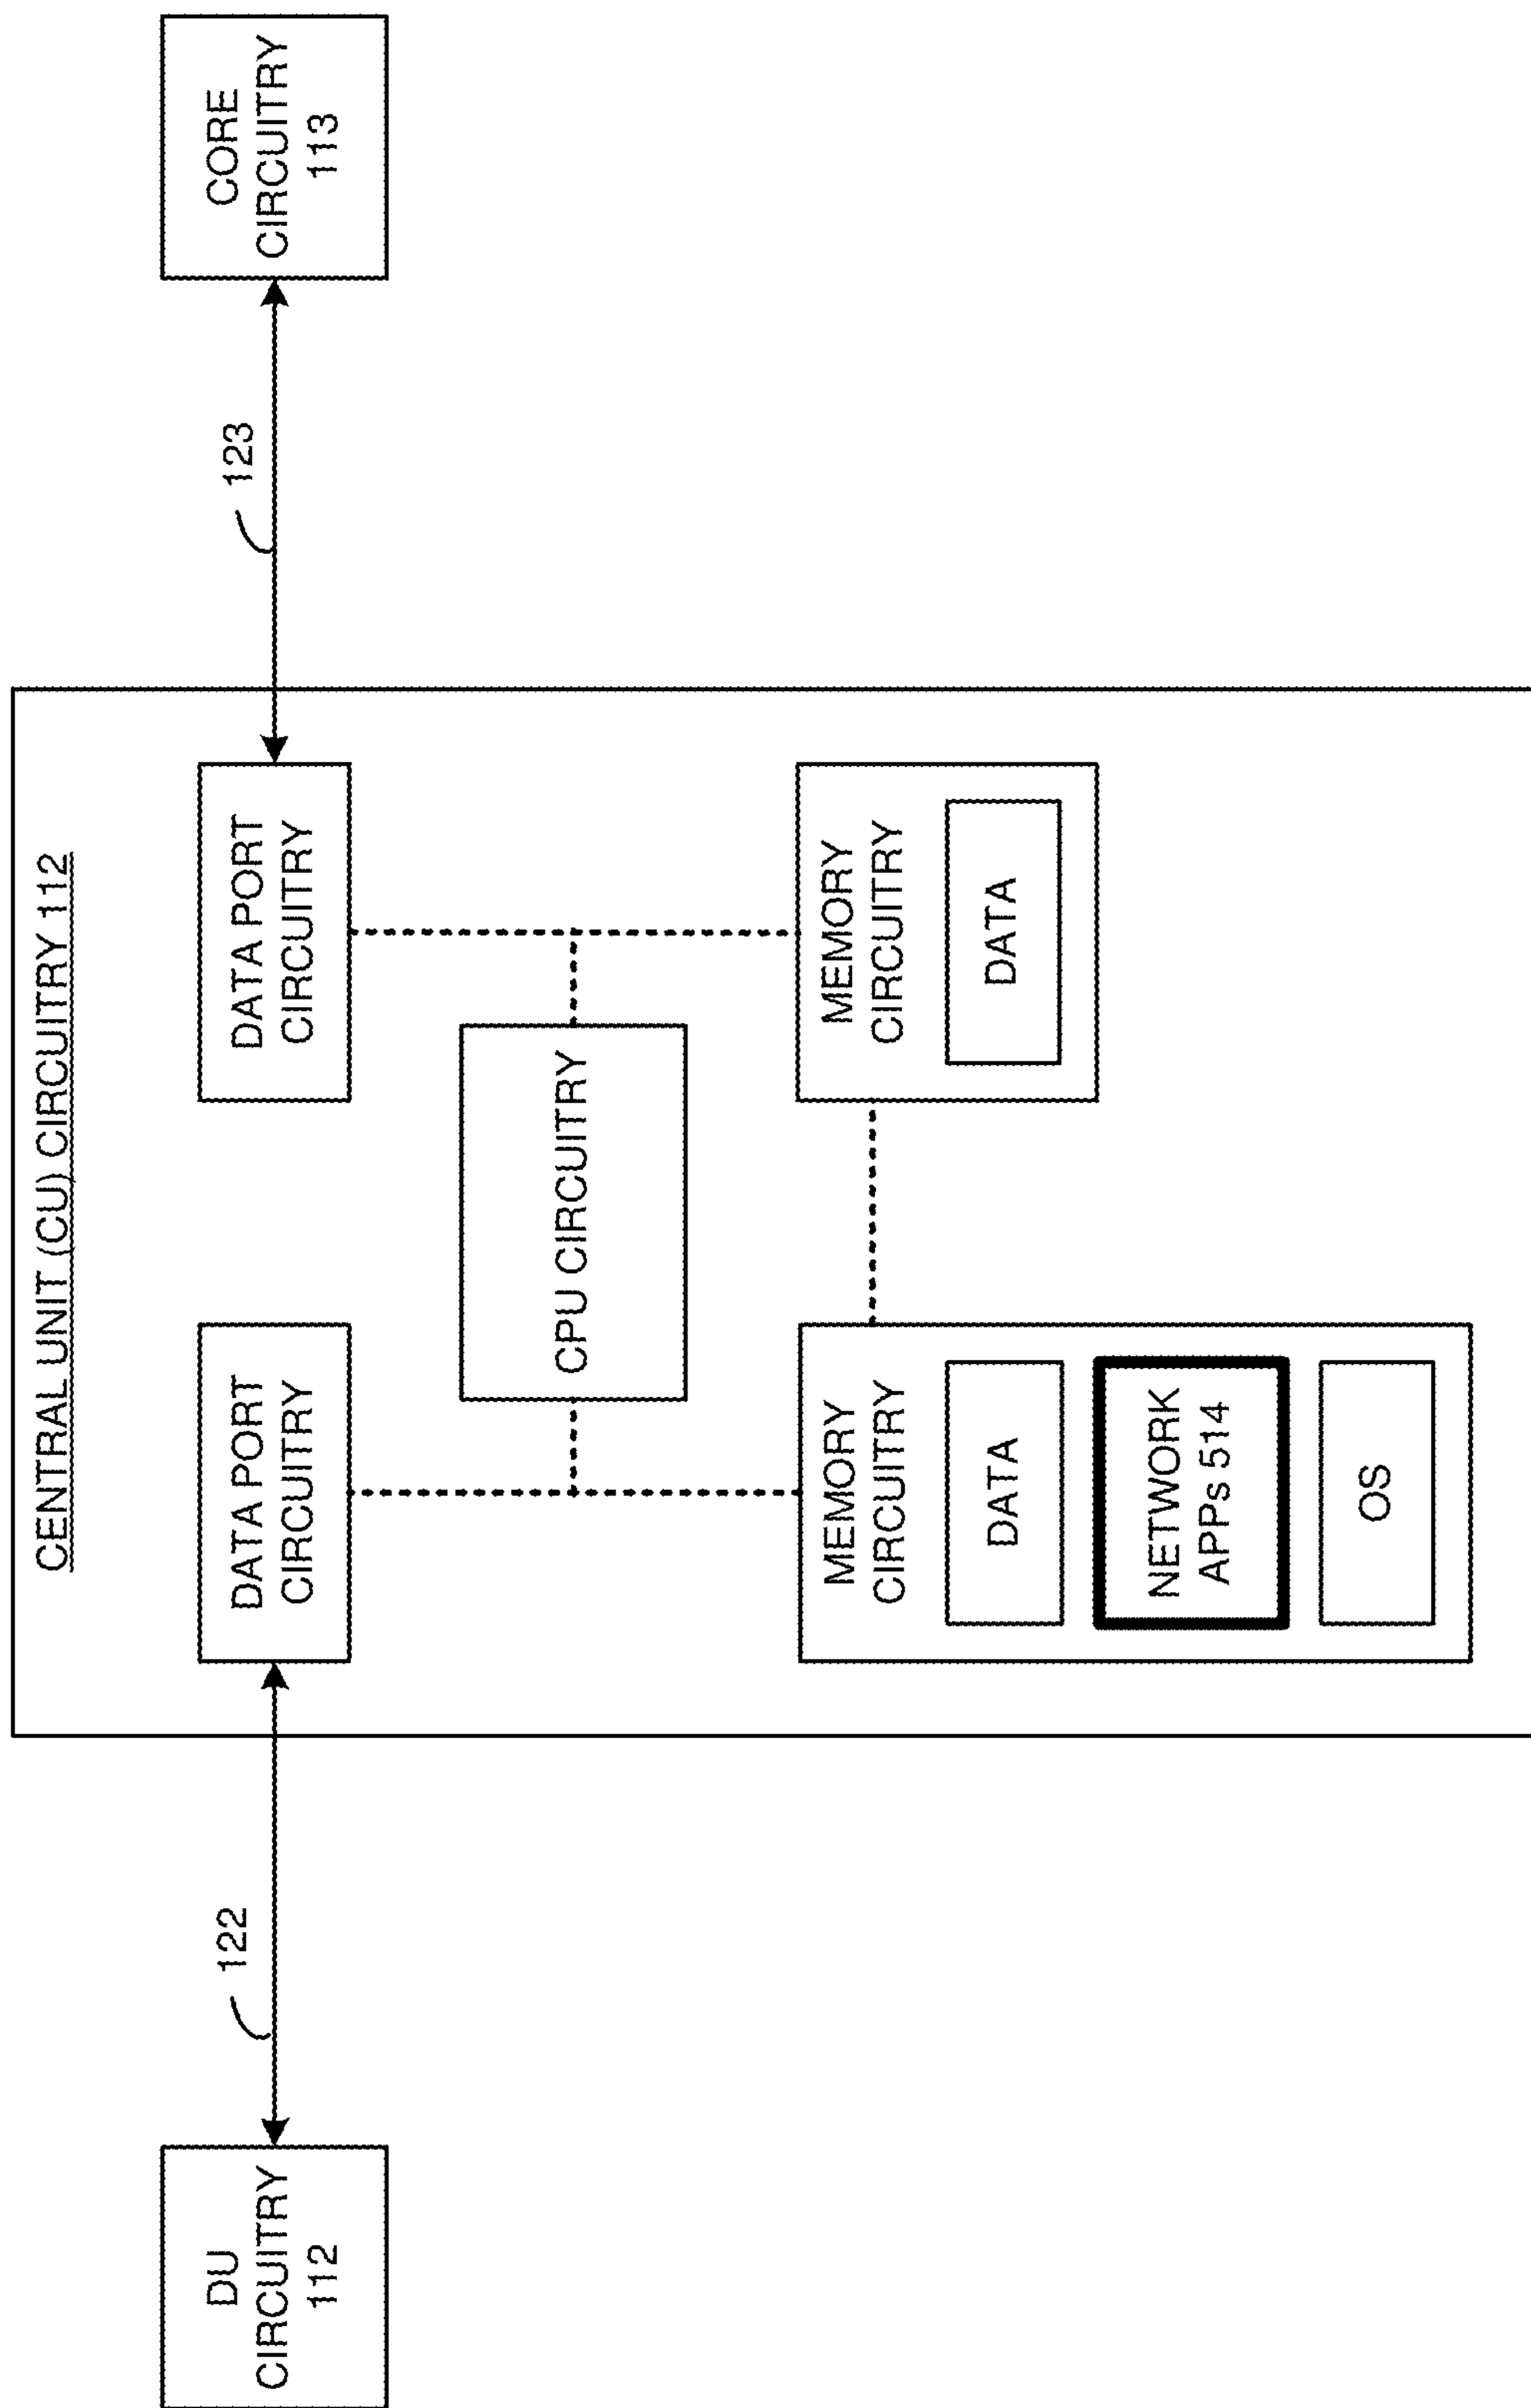 CENTRAL UNIT (CU) CIRCUITRY 112
DU
CIRCUITRY
112
122
DATA PORT
CIRCUITRY
DATA PORT
CIRCUITRY
123
CORE
CIRCUITRY
113
CPU CIRCUITRY
MEMORY
CIRCUITRY
DATA
NETWORK
APPs 514
OS
MEMORY
CIRCUITRY
DATA